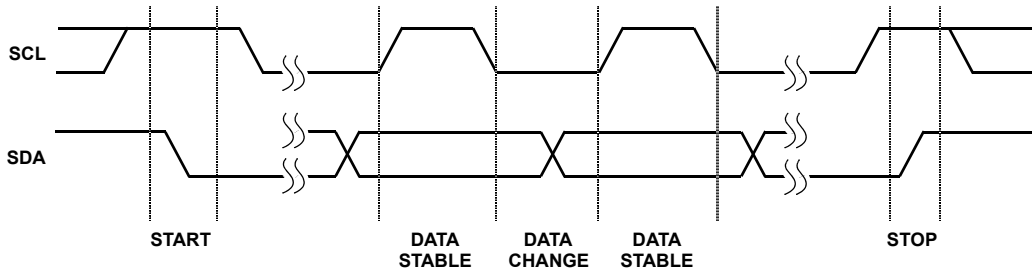 SCL
SDA
START
DATA
STABLE
DATA
CHANGE
DATA
STABLE
STOP